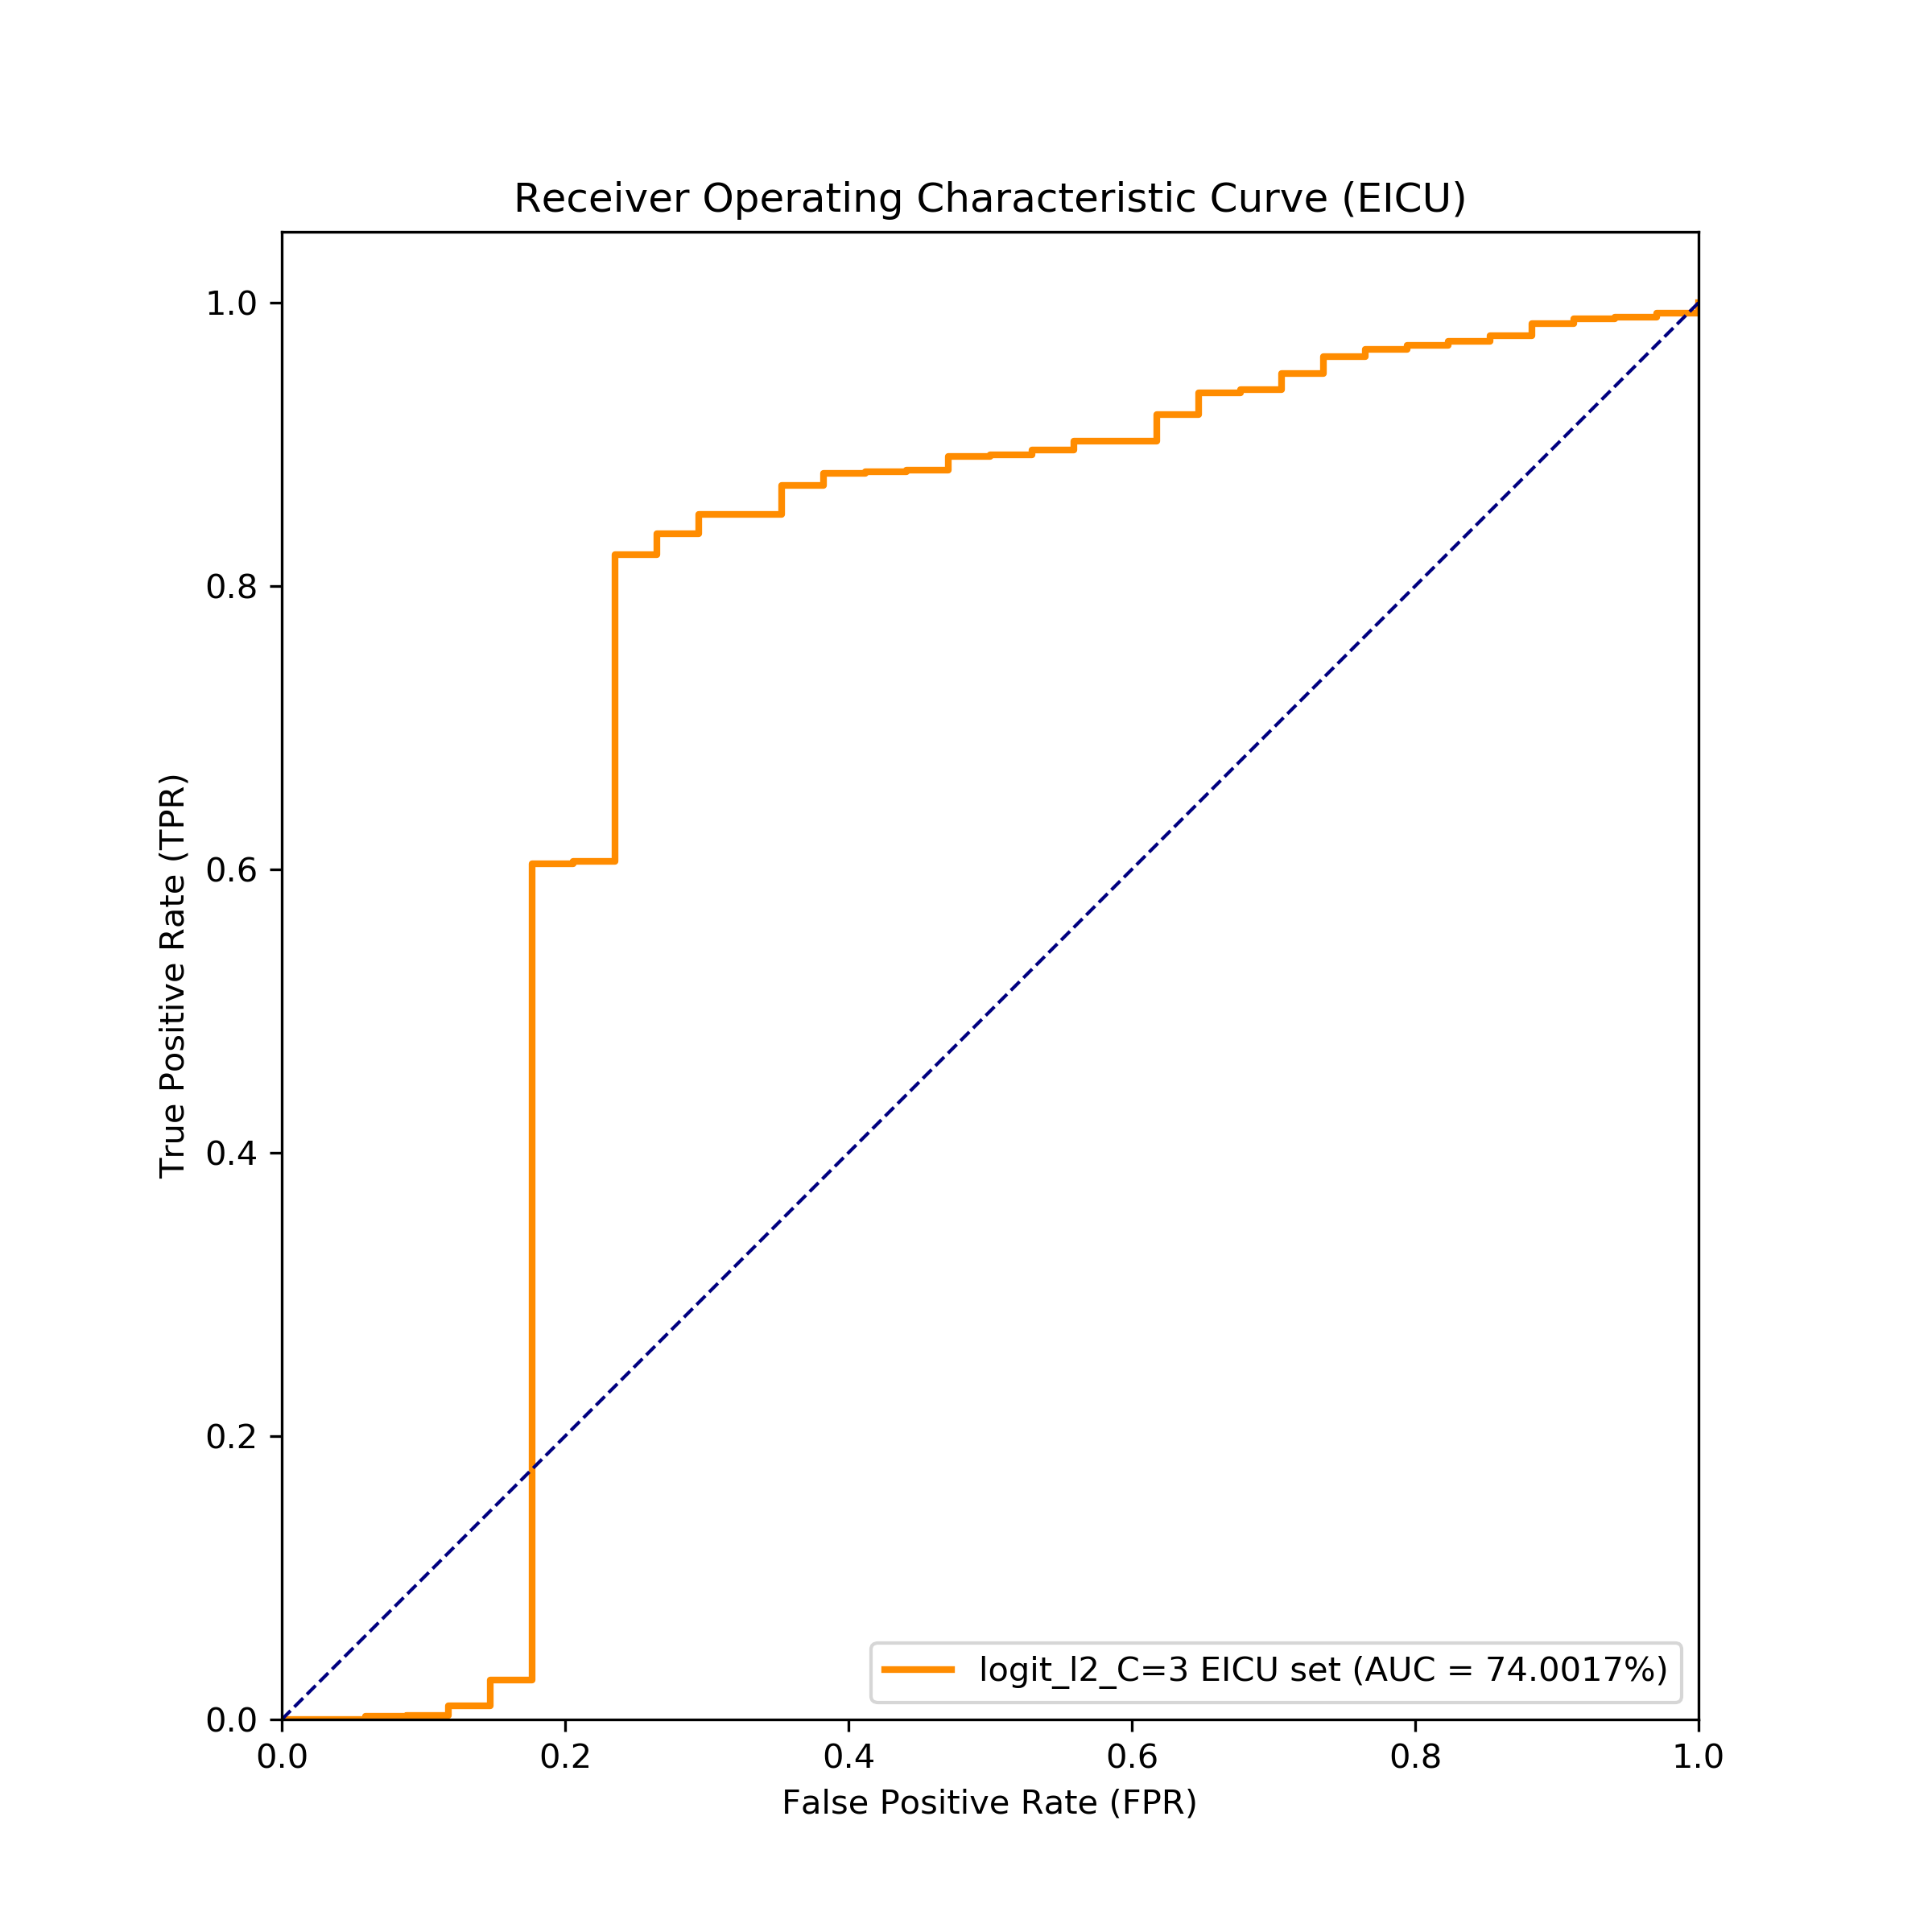 Receiver Operating Characteristic Curve (EICU)
1.0
0.8
0.6
0.4
0.2
0.0
True Positive Rate (TPR)
logit_l2_C=3 EICU set (AUC = 74.0017%)
0.0 0.2 0.4 0.6 0.8 1.0
False Positive Rate (FPR)